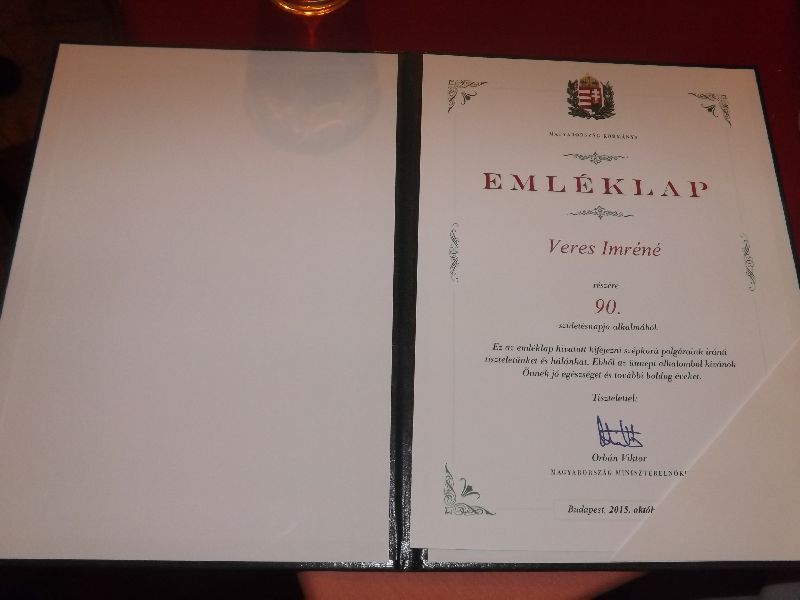 MAGYARORSZÁG KORMÁNYA
EMLÉKLAP
Veres Imréné
részére
90.
születésnapja alkalmából
Ez az emléklap hivatott kifejezni szépkorú polgáraink iránti
tiszteletünket és hálánkat. Ebből az ünnepi alkalomból kívánok
Önnek jó egészséget és további boldog éveket.
Tisztelettel:
Orbán Viktor
MAGYARORSZÁG MINISZTERELNÖKE
Budapest, 2015. októb